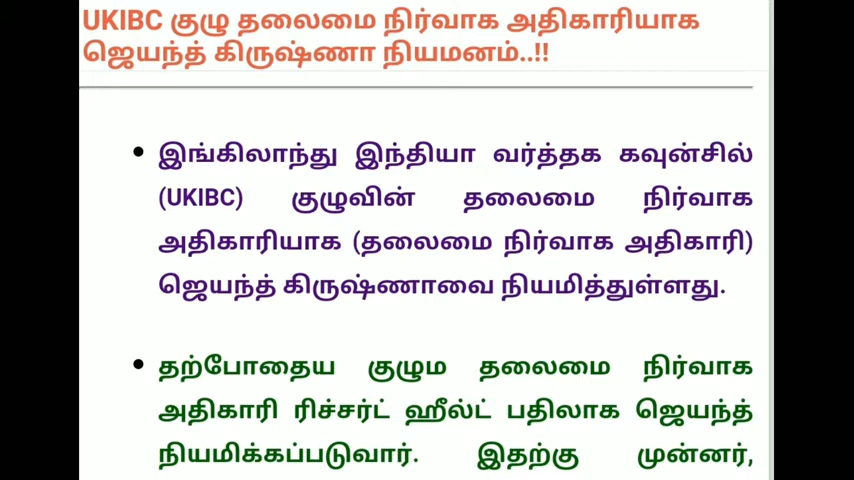 UKIBC குழு தலைமை நிர்வாக அதிகாரியாக
ஜெயந்த் கிருஷ்ணா நியமனம்..!!
• இங்கிலாந்து இந்தியா வர்த்தக கவுன்சில்
(UKIBC) குழுவின் தலைமை நிர்வாக
அதிகாரியாக (தலைமை நிர்வாக அதிகாரி)
ஜெயந்த் கிருஷ்ணாவை நியமித்துள்ளது.
• தற்போதைய குழும தலைமை நிர்வாக
அதிகாரி ரிச்சர்ட் ஹீல்ட் பதிலாக ஜெயந்த்
நியமிக்கப்படுவார். இதற்கு முன்னர்,